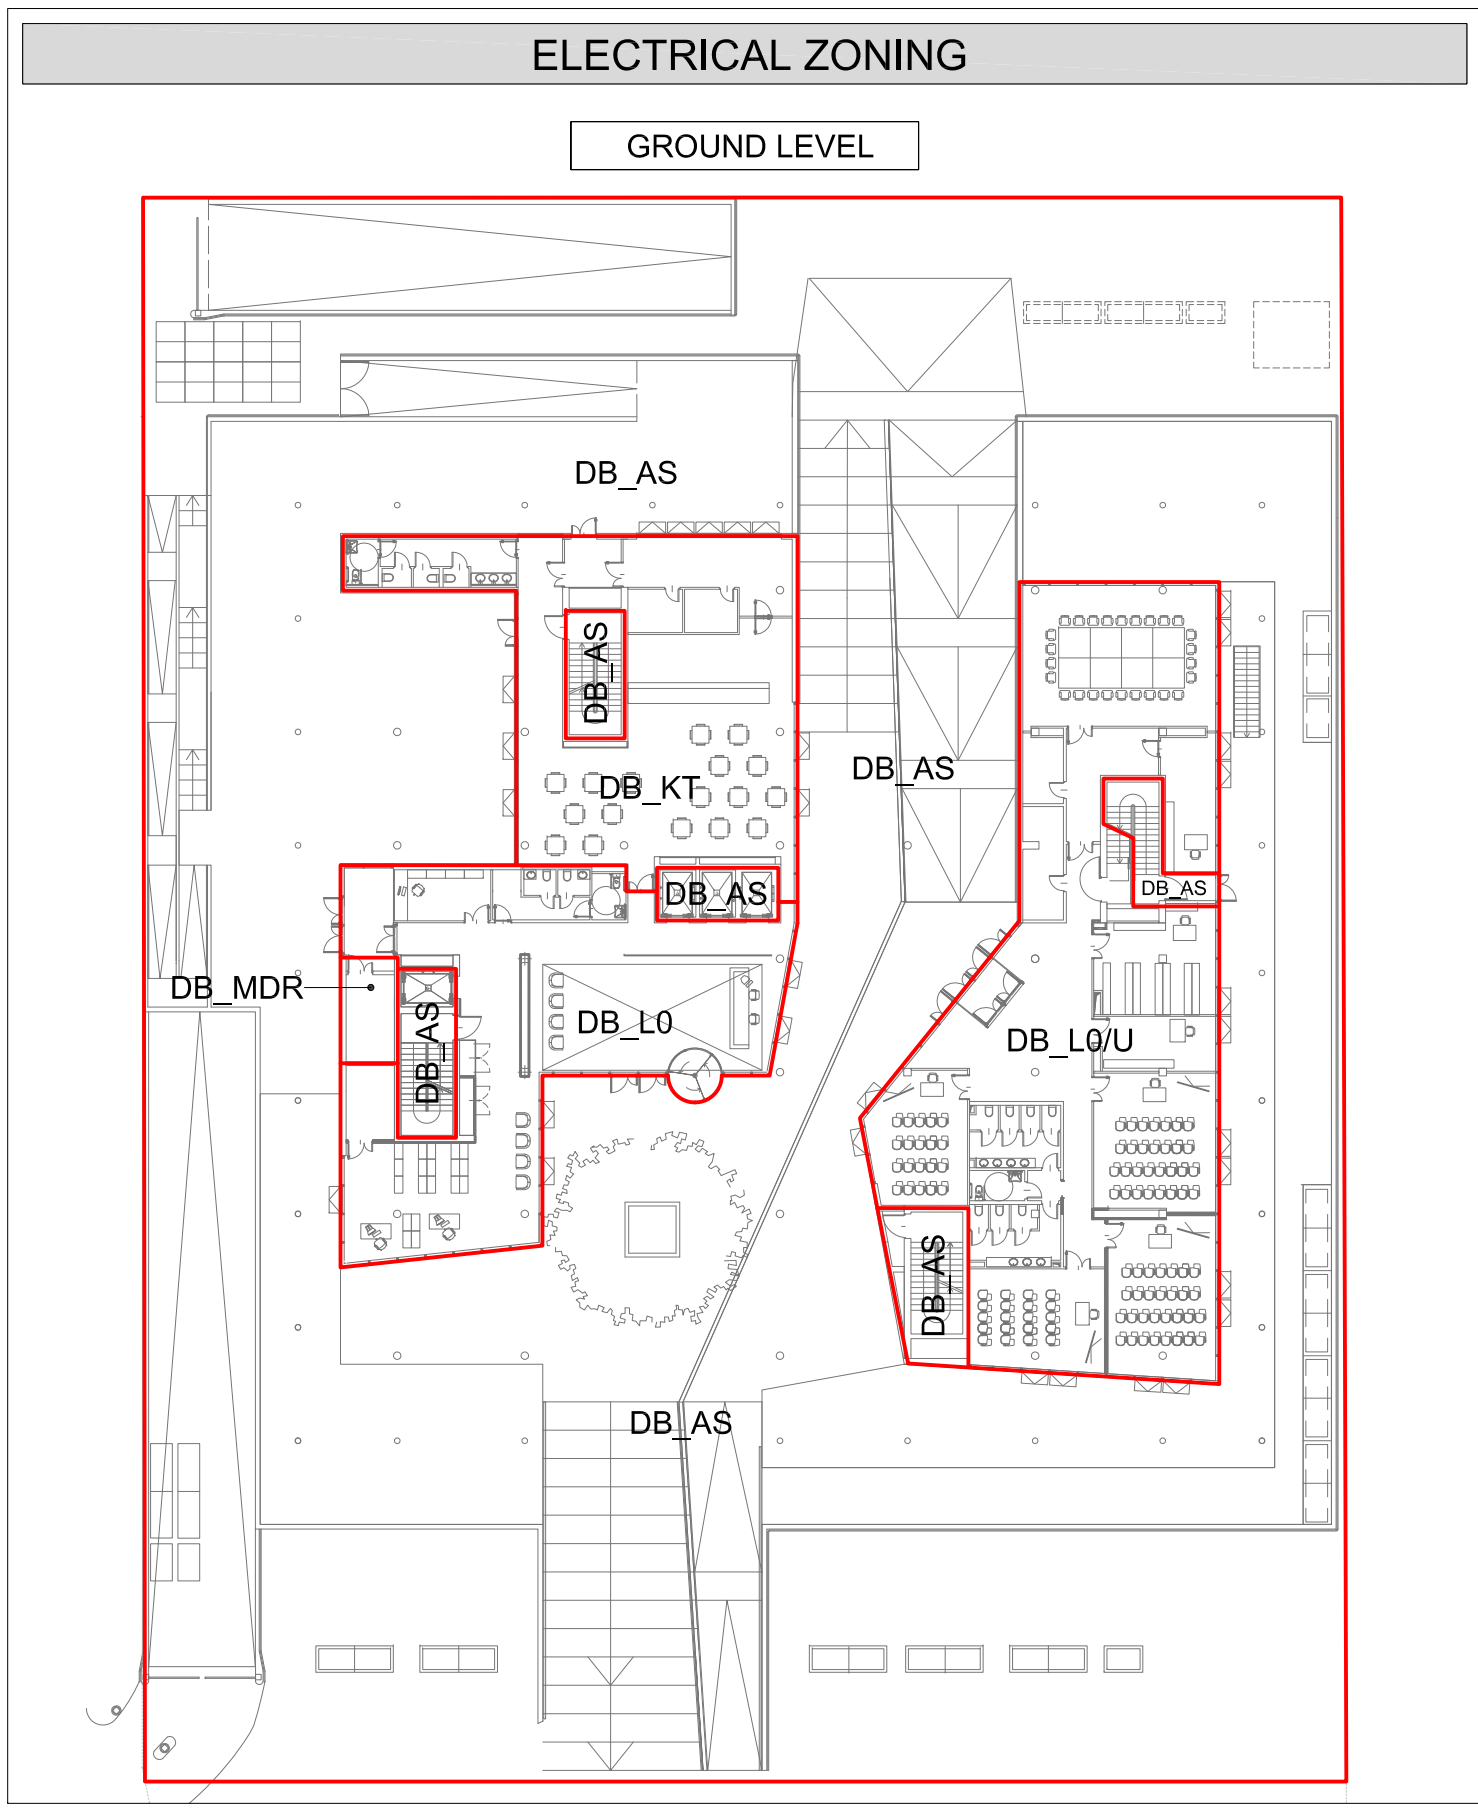 ELECTRICAL ZONING
GROUND LEVEL
DB_AS
DB_AS
DB_AS
DB_KT
DB_AS
DB_AS
DB_MDR
DB_AS
DB_L0
DB_L0/U
DB_AS
DB_AS